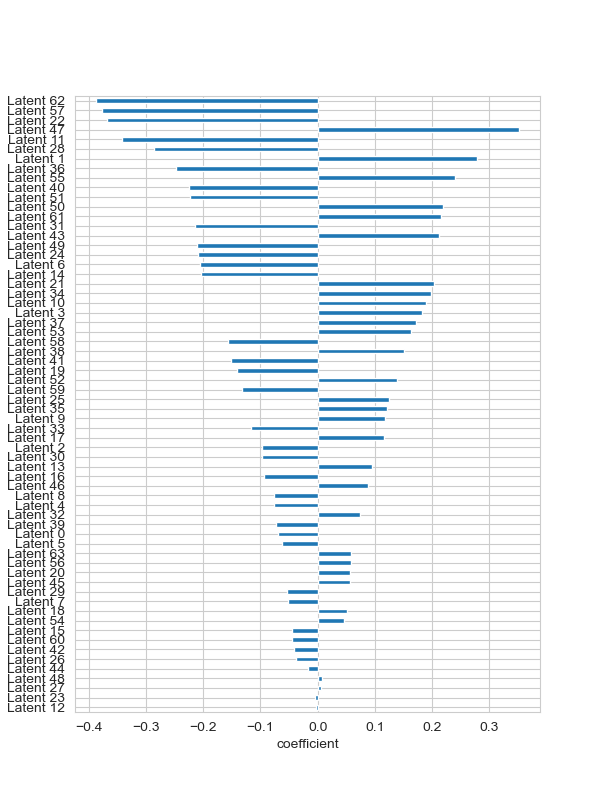 Latent 62
Latent 57
Latent 22
Latent 47
Latent 11
Latent 28
Latent 1
Latent 36
Latent 55
Latent 40
Latent 51
Latent 50
Latent 61
Latent 31
Latent 43
Latent 49
Latent 24
Latent 6
Latent 14
Latent 21
Latent 34
Latent 10
Latent 3
Latent 37
Latent 53
Latent 58
Latent 38
Latent 41
Latent 19
Latent 52
Latent 59
Latent 25
Latent 35
Latent 9
Latent 33
Latent 17
Latent 2
Latent 30
Latent 13
Latent 16
Latent 46
Latent 8
Latent 4
Latent 32
Latent 39
Latent 0
Latent 5
Latent 63
Latent 56
Latent 20
Latent 45
Latent 29
Latent 7
Latent 18
Latent 54
Latent 15
Latent 60
Latent 42
Latent 26
Latent 44
Latent 48
Latent 27
Latent 23
Latent 12
−0.4 −0.3 −0.2 −0.1 0.0 0.1 0.2 0.3
coefficient